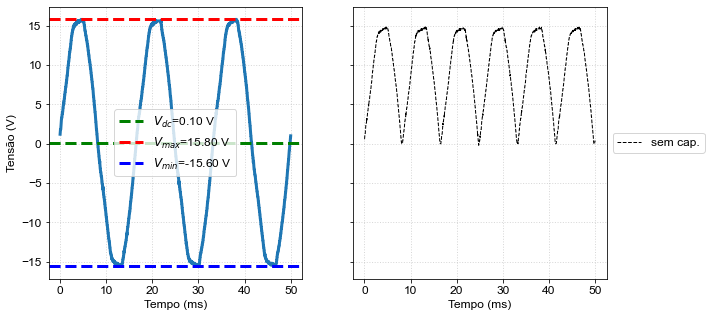 15
10
5
0
−5
−10
−15
Tensão (V)
V_dc=0.10 V
V_max=15.80 V
V_min=-15.60 V
0 10 20 30 40 50
Tempo (ms)
0 10 20 30 40 50
Tempo (ms)
sem cap.